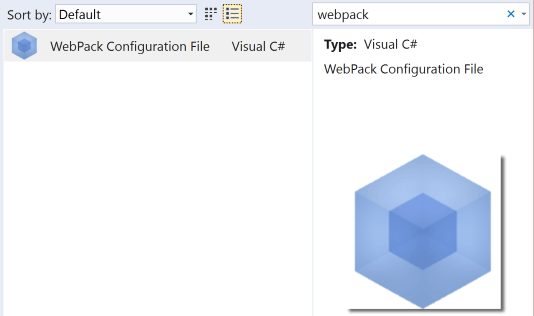 Sort by: Default
webpack
WebPack Configuration File Visual C#
Type: Visual C#
WebPack Configuration File